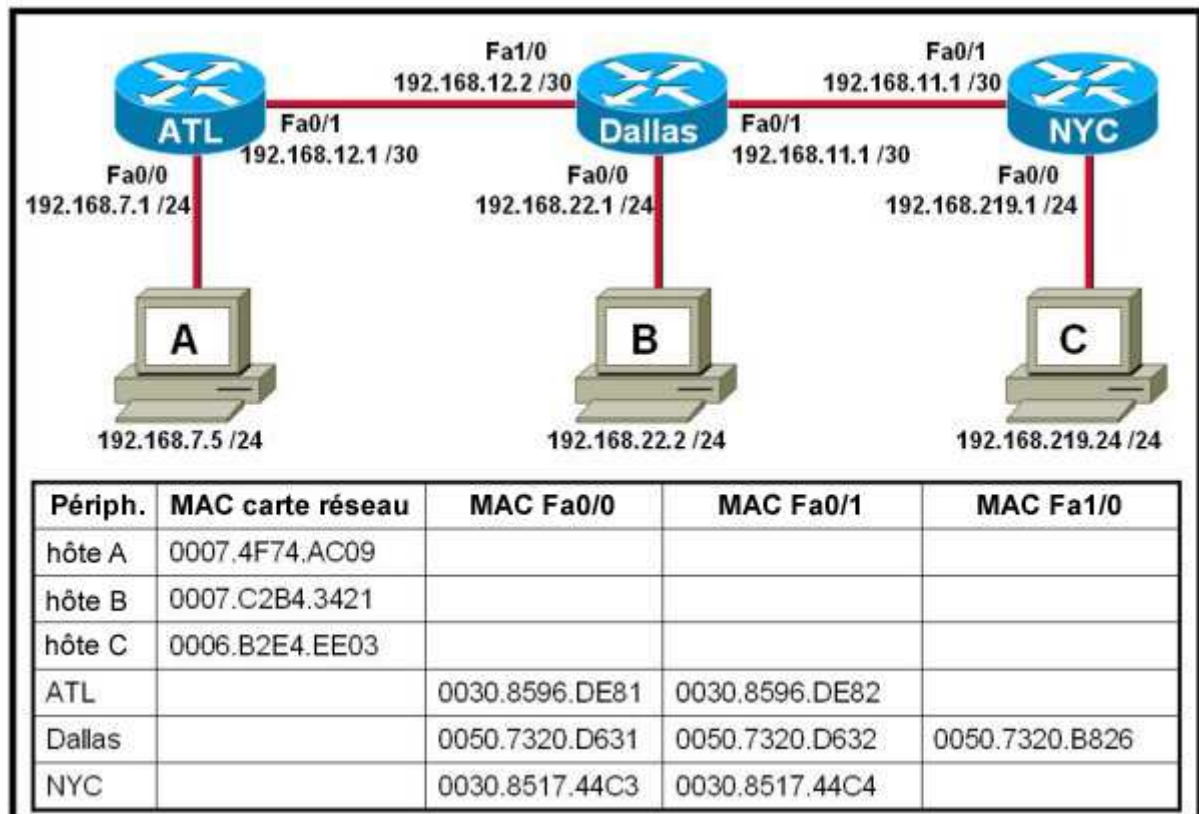 Fa1/0
192.168.12.2 /30
Fa0/1
192.168.11.1 /30
ATL
Dallas
NYC
Fa0/1
192.168.12.1 /30
Fa0/1
192.168.11.1 /30
Fa0/0
192.168.7.1 /24
Fa0/0
192.168.22.1 /24
Fa0/0
192.168.219.1 /24
A
B
C
192.168.7.5 /24
192.168.22.2 /24
192.168.219.24 /24
Périph. MAC carte réseau MAC Fa0/0 MAC Fa0/1 MAC Fa1/0
hôte A 0007.4F74.AC09
hôte B 0007.C2B4.3421
hôte C 0006.B2E4.EE03
ATL 0030.8596.DE81 0030.8596.DE82
Dallas 0050.7320.D631 0050.7320.D632 0050.7320.B826
NYC 0030.8517.44C3 0030.8517.44C4